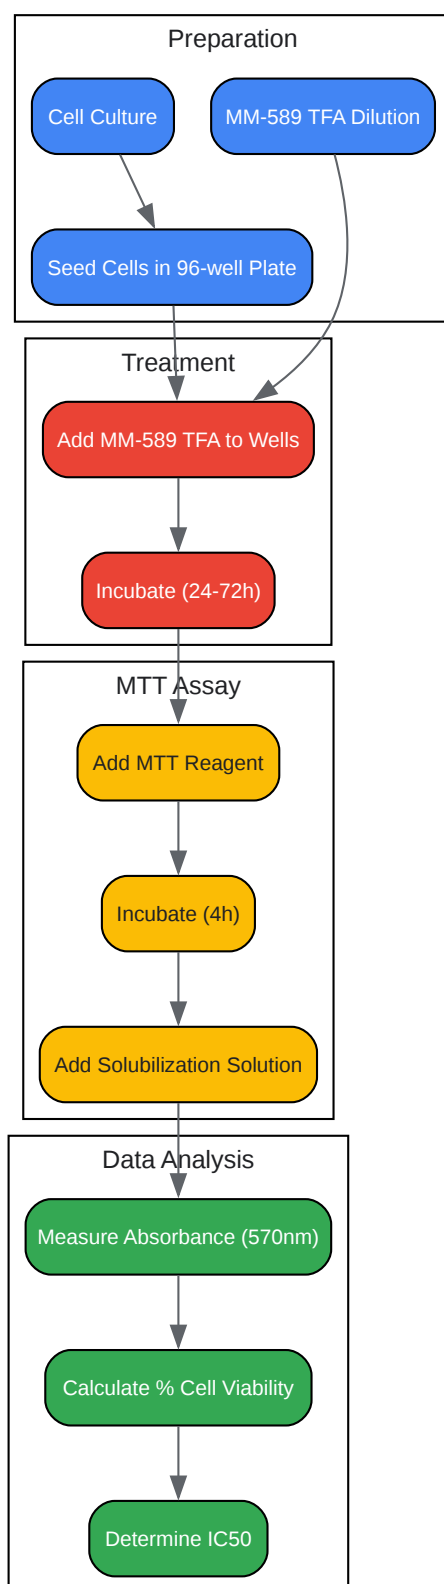 Preparation
Cell Culture
MM-589 TFA Dilution
Seed Cells in 96-well Plate
Treatment
Add MM-589 TFA to Wells
Incubate (24-72h)
MTT Assay
Add MTT Reagent
Incubate (4h)
Add Solubilization Solution
Data Analysis
Measure Absorbance (570nm)
Calculate % Cell Viability
Determine IC50